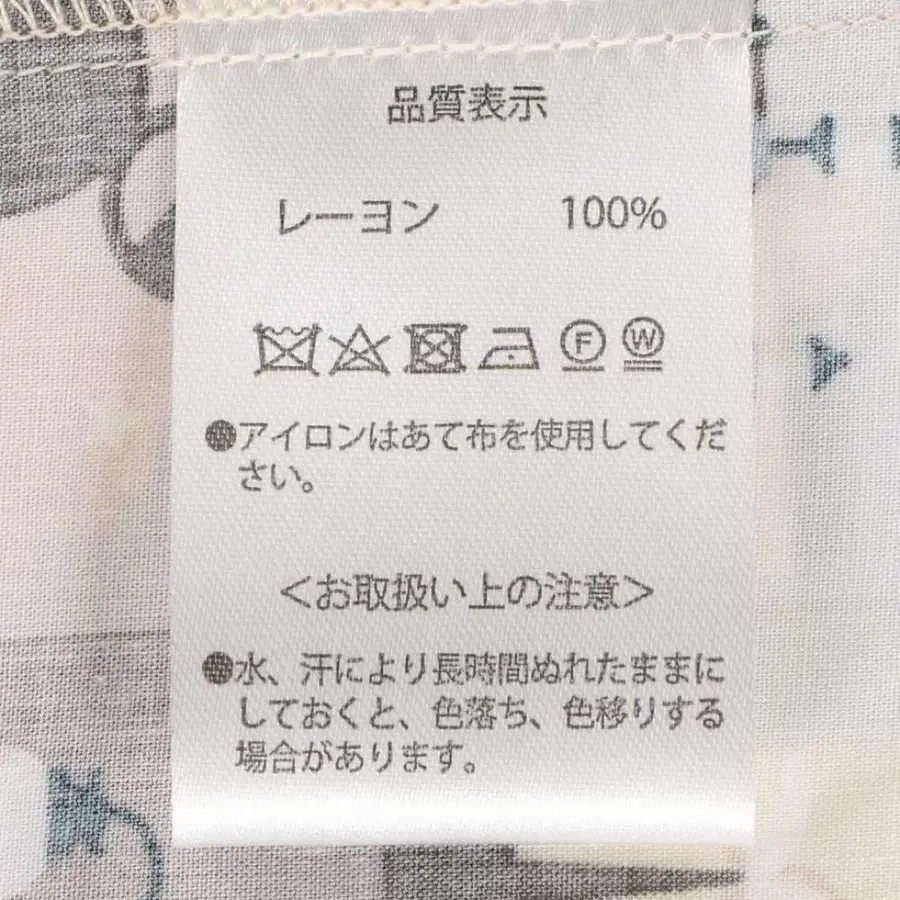 品質表示
レーヨン 100%
F W
●アイロンはあて布を使用してくだ
さい。
＜お取扱い上の注意＞
●水、汗により長時間ぬれたままに
しておくと、色落ち、色移りする
場合があります。